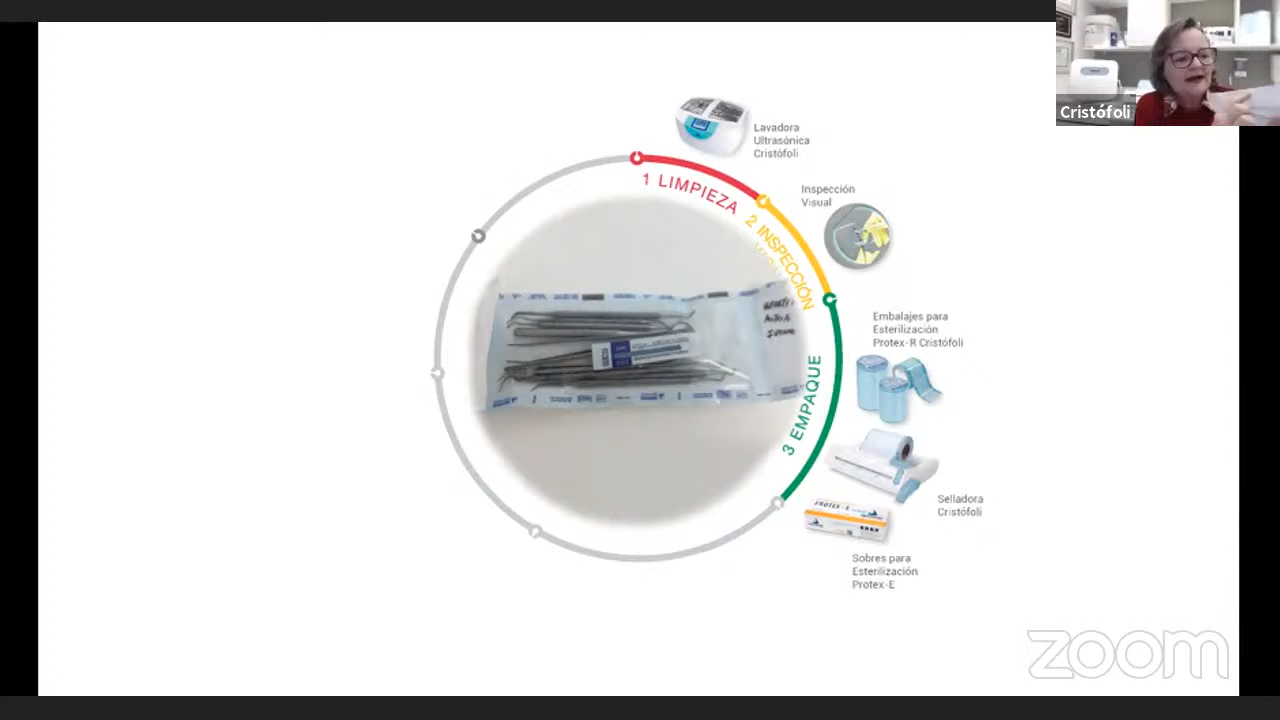 Cristófoli
Lavadora
Ultrasónica
Cristófoli
1 LIMPIEZA
Inspección
Visual
2 INSPECCIÓN
Embalajes para
Esterilización
Protex-R Cristófoli
3 EMPAQUE
Selladora
Cristófoli
PROTEX-E
Sobres para
Esterilización
Protex-E
zoom